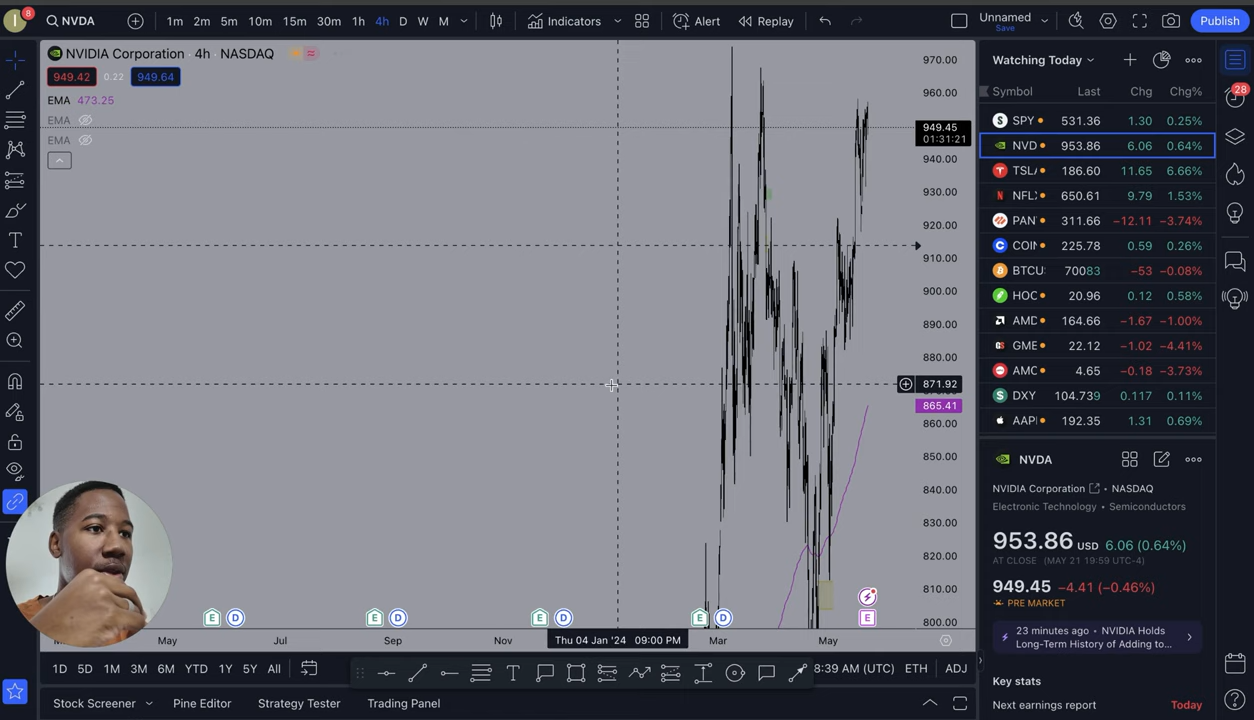 I
8
NVDA
1m 2m 5m 10m 15m 30m 1h 4h D W M
Indicators
Alert
Replay
Unnamed
Save
Publish
NVIDIA Corporation · 4h · NASDAQ
949.42 0.22 949.64
EMA 473.25
EMA
EMA
970.00
960.00
949.45
01:31:21
940.00
930.00
920.00
910.00
900.00
890.00
880.00
871.92
865.41
860.00
850.00
840.00
830.00
820.00
810.00
800.00
E D E D E D E D E
May Jul Sep Nov Thu 04 Jan '24 09:00 PM Mar May
1D 5D 1M 3M 6M YTD 1Y 5Y All
8:39 AM (UTC) ETH ADJ
Stock Screener Pine Editor Strategy Tester Trading Panel
Watching Today
Symbol Last Chg Chg%
SPY 531.36 1.30 0.25%
NVD 953.86 6.06 0.64%
TSL 186.60 11.65 6.66%
NFL 650.61 9.79 1.53%
PAN 311.66 −12.11 −3.74%
COIN 225.78 0.59 0.26%
BTCU 70083 −53 −0.08%
HOO 20.96 0.12 0.58%
AMD 164.66 −1.67 −1.00%
GME 22.12 −1.02 −4.41%
AMC 4.65 −0.18 −3.73%
DXY 104.739 0.117 0.11%
AAPL 192.35 1.31 0.69%
NVDA
NVIDIA Corporation • NASDAQ
Electronic Technology • Semiconductors
953.86 USD 6.06 (0.64%)
AT CLOSE (MAY 21 19:59 UTC-4)
949.45 −4.41 (−0.46%)
PRE MARKET
23 minutes ago • NVIDIA Holds
Long-Term History of Adding to...
Key stats
Next earnings report Today
28